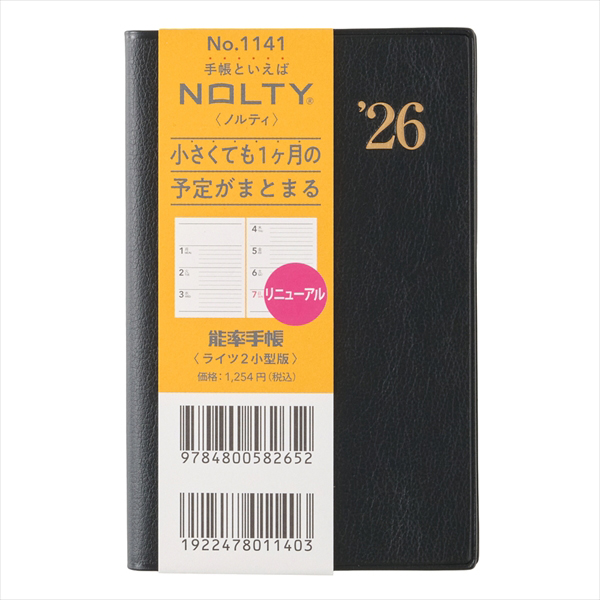 No.1141
手帳といえば
NOLTY®
〈ノルティ〉
小さくても1ヶ月の
予定がまとまる
1
2
3
4
5
6
7
リニューアル
能率手帳
〈ライツ2小型版〉
価格:1,254円(税込)
9784800582652
1922478011403
’26